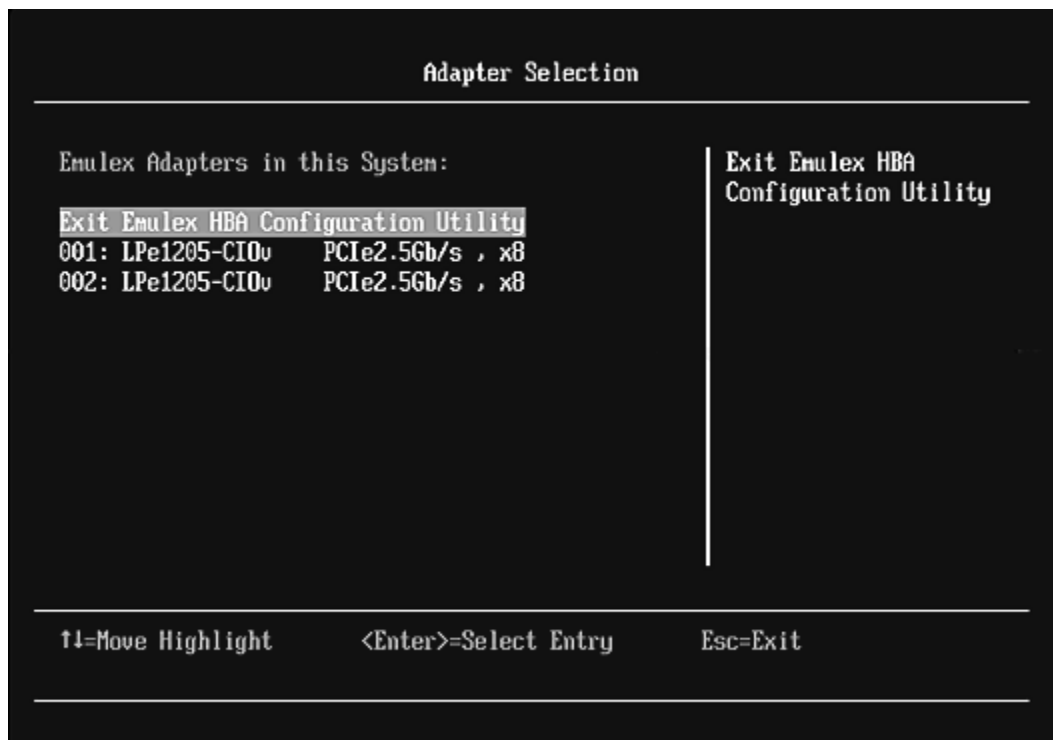 Adapter Selection
Emulex Adapters in this System:
Exit Emulex HBA Configuration Utility
001: LPe1205-CIOv PCIe2.5Gb/s , x8
002: LPe1205-CIOv PCIe2.5Gb/s , x8
Exit Emulex HBA
Configuration Utility
↑↓=Move Highlight <Enter>=Select Entry Esc=Exit